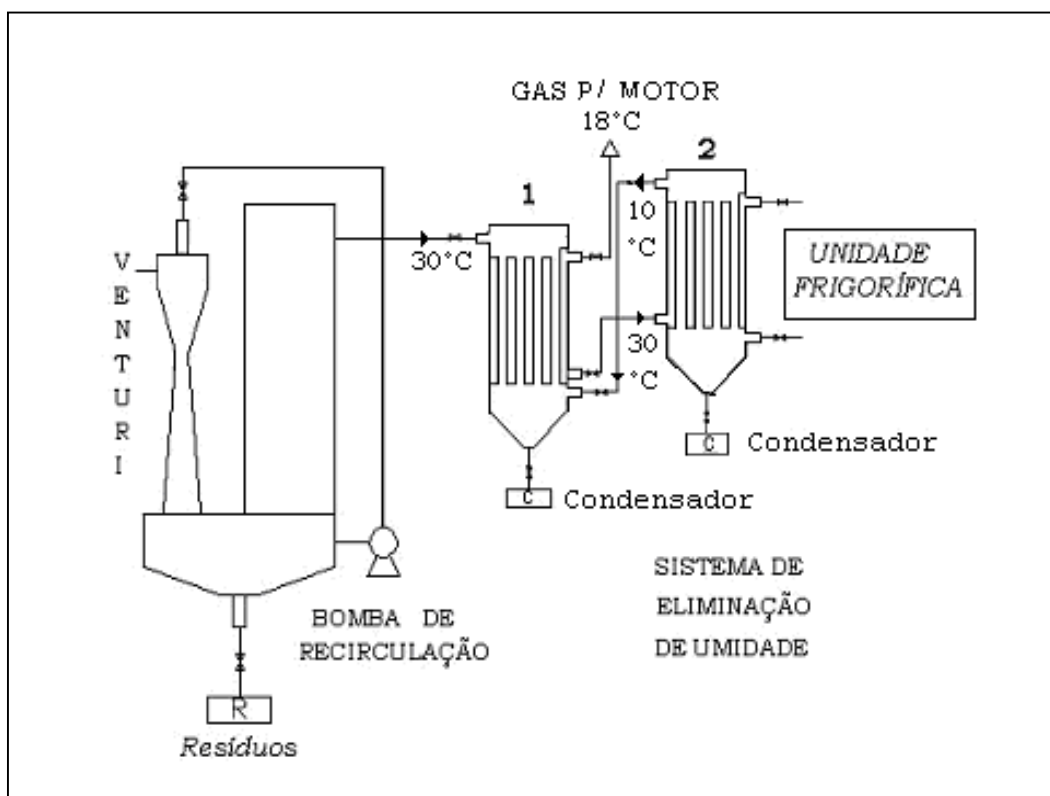 GAS P/ MOTOR
18°C
1
2
VENTURI
30°C
10
°C
30
°C
UNIDADE
FRIGORÍFICA
C Condensador
C Condensador
BOMBA DE
RECIRCULAÇÃO
SISTEMA DE
ELIMINAÇÃO
DE UMIDADE
R
Resíduos